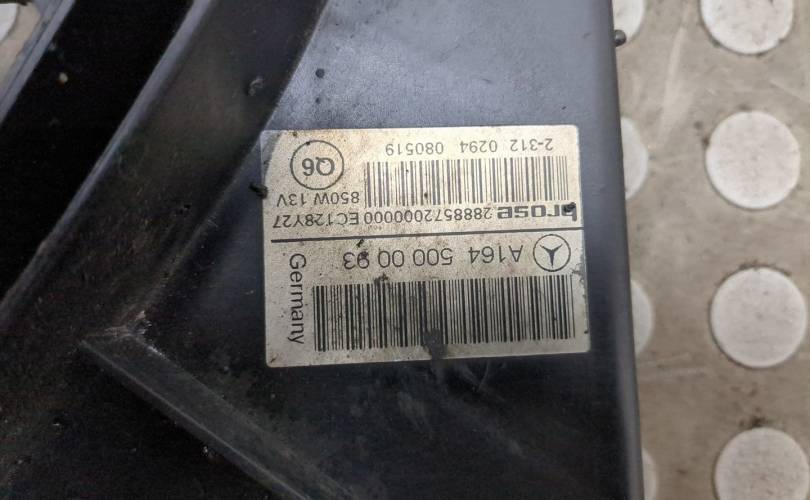 A164 500 00 93
Germany
brose 2888572000000 EC128Y27
850W 13V
Q6
2-312 0294 080519